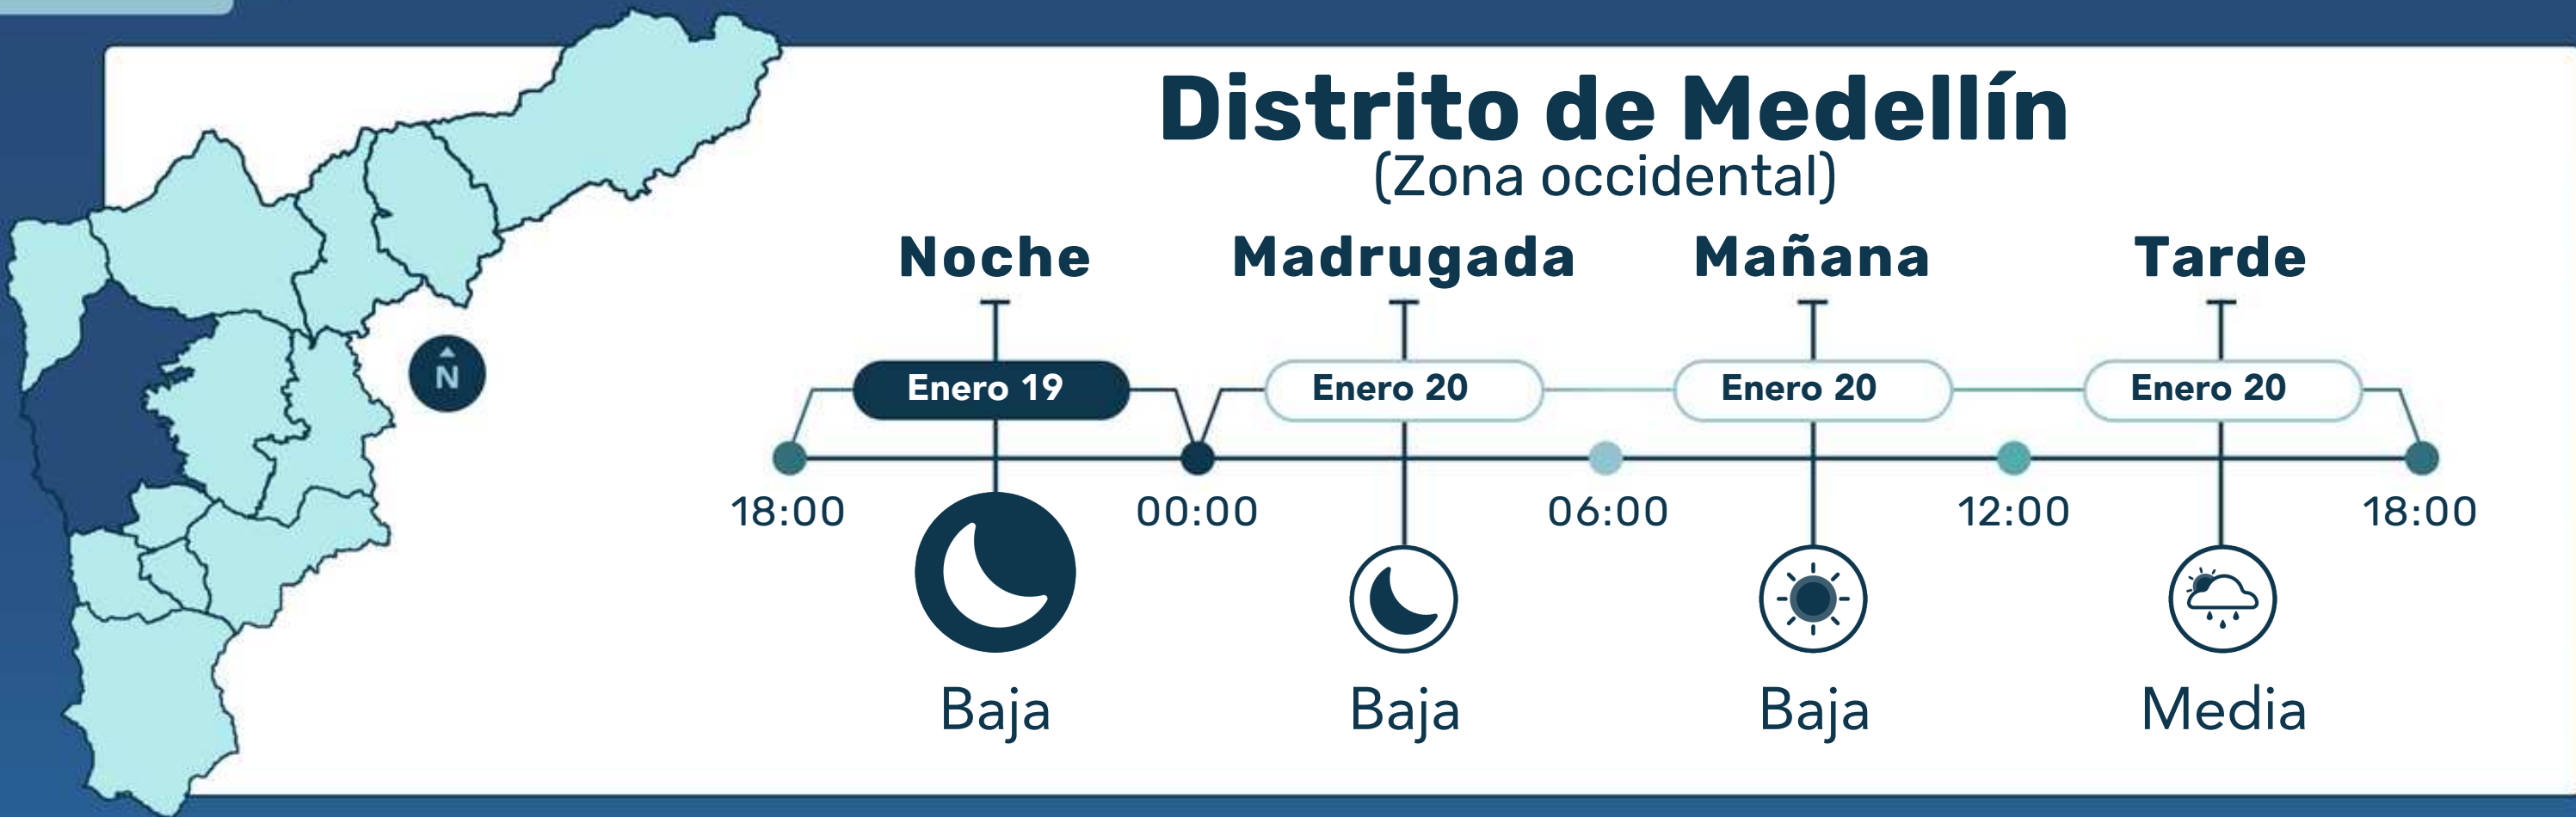 Distrito de Medellín
(Zona occidental)
Noche Madrugada Mañana Tarde
N
Enero 19 Enero 20 Enero 20 Enero 20
18:00 00:00 06:00 12:00 18:00
Baja Baja Baja Media